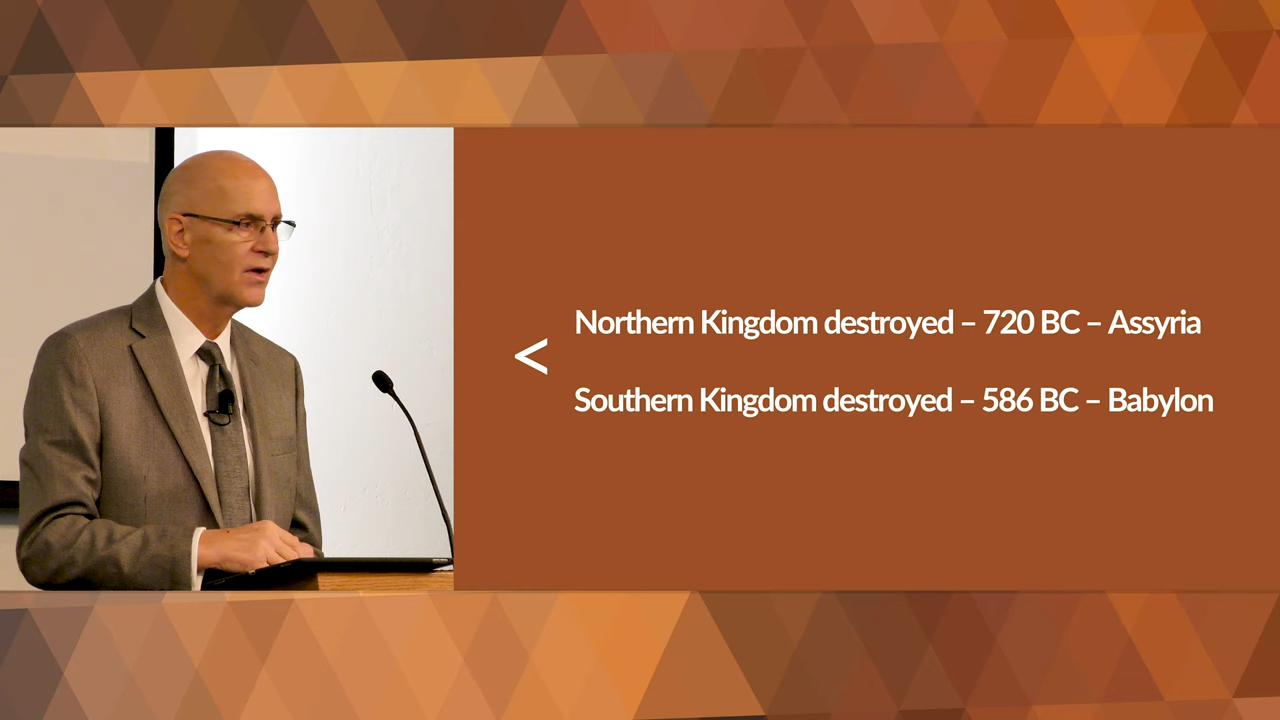 Northern Kingdom destroyed – 720 BC – Assyria
<
Southern Kingdom destroyed – 586 BC – Babylon